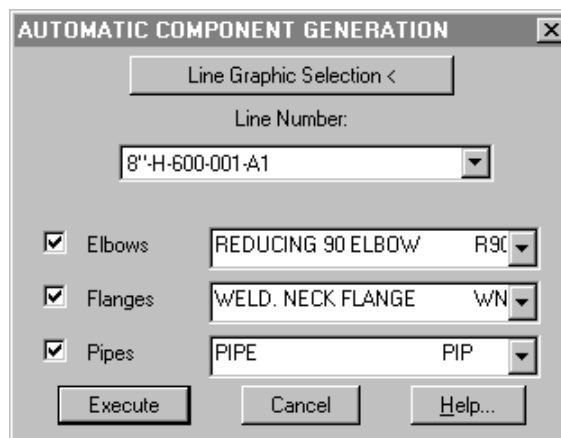 AUTOMATIC COMPONENT GENERATION
Line Graphic Selection <
Line Number:
8"-H-600-001-A1
Elbows REDUCING 90 ELBOW R90
Flanges WELD. NECK FLANGE WN
Pipes PIPE PIP
Execute Cancel Help...